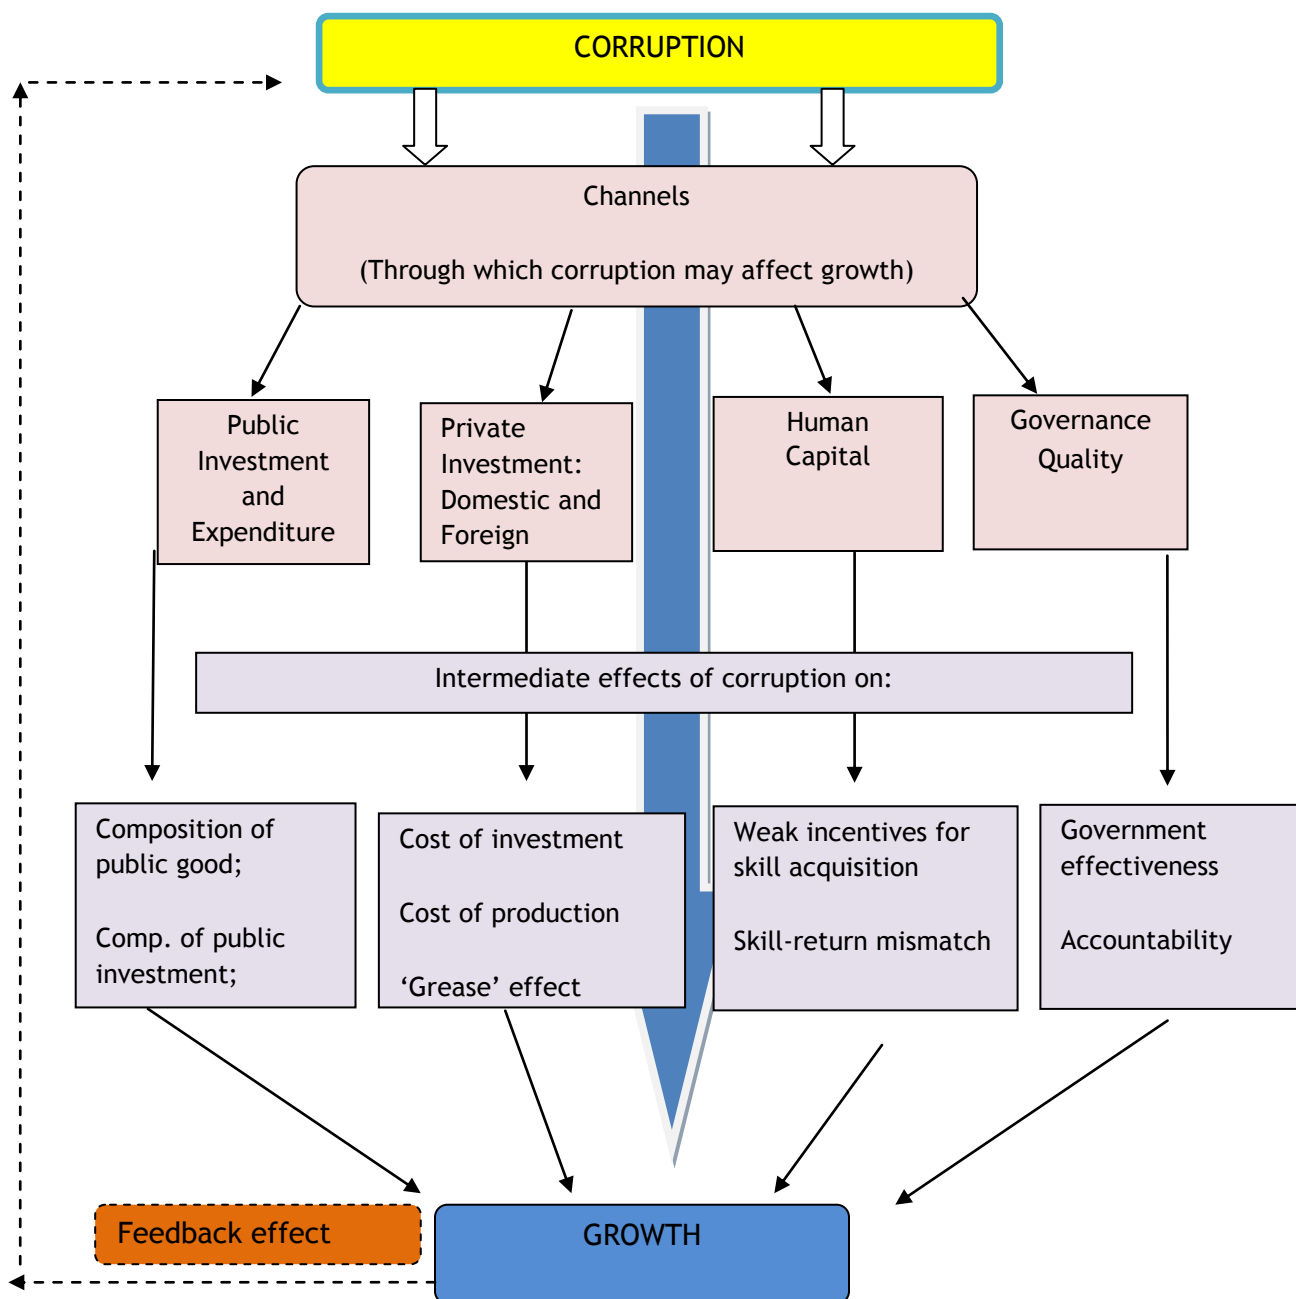 CORRUPTION
Channels
(Through which corruption may affect growth)
Public
Investment
and
Expenditure
Private
Investment:
Domestic and
Foreign
Human
Capital
Governance
Quality
Intermediate effects of corruption on:
Composition of
public good;
Comp. of public
investment;
Cost of investment
Cost of production
‘Grease’ effect
Weak incentives for
skill acquisition
Skill-return mismatch
Government
effectiveness
Accountability
Feedback effect
GROWTH